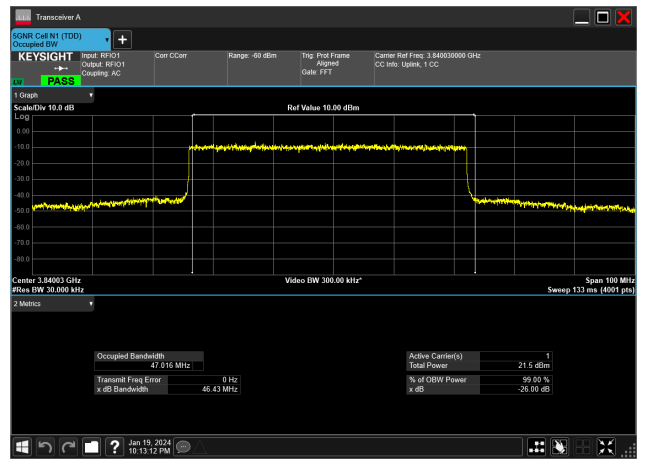 Transceiver A
5GNR Cell N1 (TDD)
Occupied BW
KEYSIGHT
PASS
Input: RFIO1
Output: RFIO1
Coupling: AC
Corr CCorr
Range: -60 dBm
Trig: Prot Frame
Aligned
Gate: FFT
Carrier Ref Freq: 3.840030000 GHz
CC Info: Uplink, 1 CC
1 Graph
Scale/Div 10.0 dB
Ref Value 10.00 dBm
Log
0.00
-10.0
-20.0
-30.0
-40.0
-50.0
-60.0
-70.0
-80.0
Center 3.84003 GHz
Video BW 300.00 kHz*
Span 100 MHz
#Res BW 30.000 kHz
Sweep 133 ms (4001 pts)
2 Metrics
Occupied Bandwidth
47.016 MHz
Active Carrier(s) 1
Total Power 21.5 dBm
Transmit Freq Error 0 Hz
x dB Bandwidth 46.43 MHz
% of OBW Power 99.00 %
x dB -26.00 dB
Jan 19, 2024
10:13:12 PM